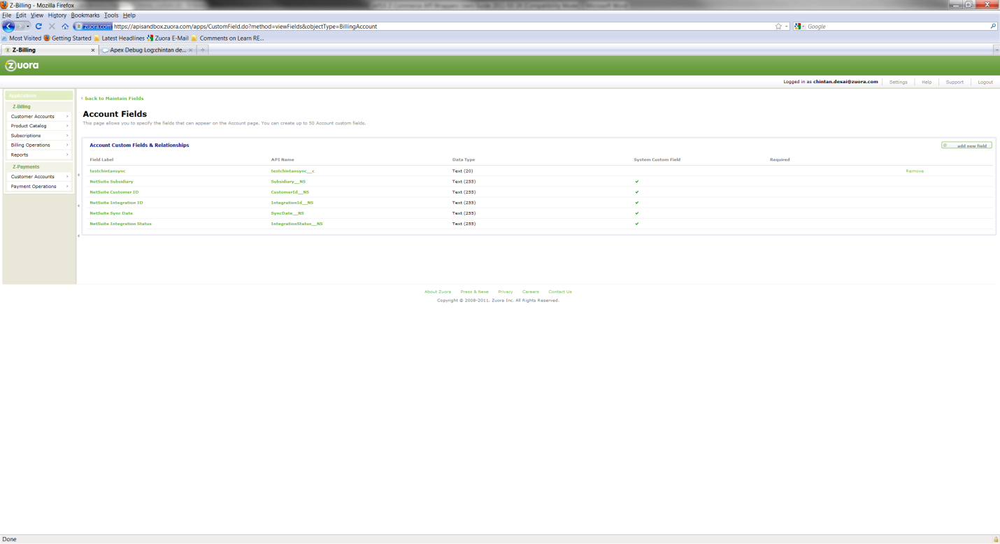 Z-Billing - Mozilla Firefox
File Edit View History Bookmarks Tools Help
zuora.com https://apisandbox.zuora.com/apps/CustomField.do?method=viewFields&objectType=BillingAccount
Google
Most Visited Getting Started Latest Headlines Zuora E-Mail Comments on Learn RE...
Z-Billing
Apex Debug Log:chintan de...
zuora
Logged in as chintan.desai@zuora.com Settings Help Support Logout
Applications
Z-Billing
Customer Accounts
Product Catalog
Subscriptions
Billing Operations
Reports
Z-Payments
Customer Accounts
Payment Operations
back to Maintain Fields
Account Fields
This page allows you to specify the fields that can appear on the Account page. You can create up to 50 Account custom fields.
Account Custom Fields & Relationships
add new field
Field Label API Name Data Type System Custom Field Required
testchintansync testchintansync__c Text (20) Remove
NetSuite Subsidiary Subsidiary__NS Text (255) ✔
NetSuite Customer ID CustomerId__NS Text (255) ✔
NetSuite Integration ID IntegrationId__NS Text (255) ✔
NetSuite Sync Date SyncDate__NS Text (255) ✔
NetSuite Integration Status IntegrationStatus__NS Text (255) ✔
About Zuora Press & News Privacy Careers Contact Us
Copyright © 2008-2011, Zuora Inc. All Rights Reserved.
Done